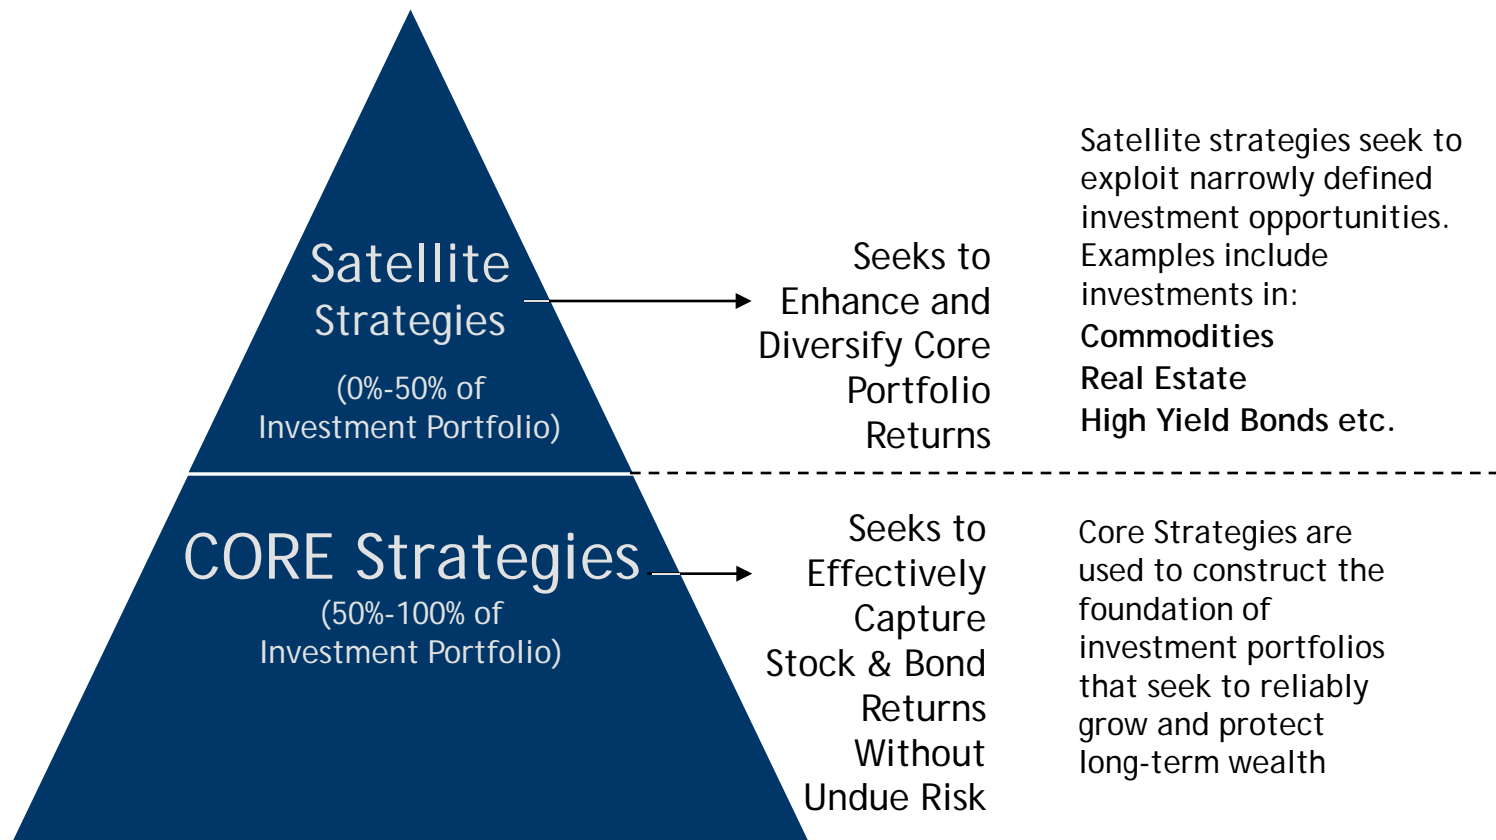 Satellite
Strategies
(0%-50% of
Investment Portfolio)
Seeks to
Enhance and
Diversify Core
Portfolio
Returns
Satellite strategies seek to
exploit narrowly defined
investment opportunities.
Examples include
investments in:
Commodities
Real Estate
High Yield Bonds etc.
CORE Strategies
(50%-100% of
Investment Portfolio)
Seeks to
Effectively
Capture
Stock & Bond
Returns
Without
Undue Risk
Core Strategies are
used to construct the
foundation of
investment portfolios
that seek to reliably
grow and protect
long-term wealth